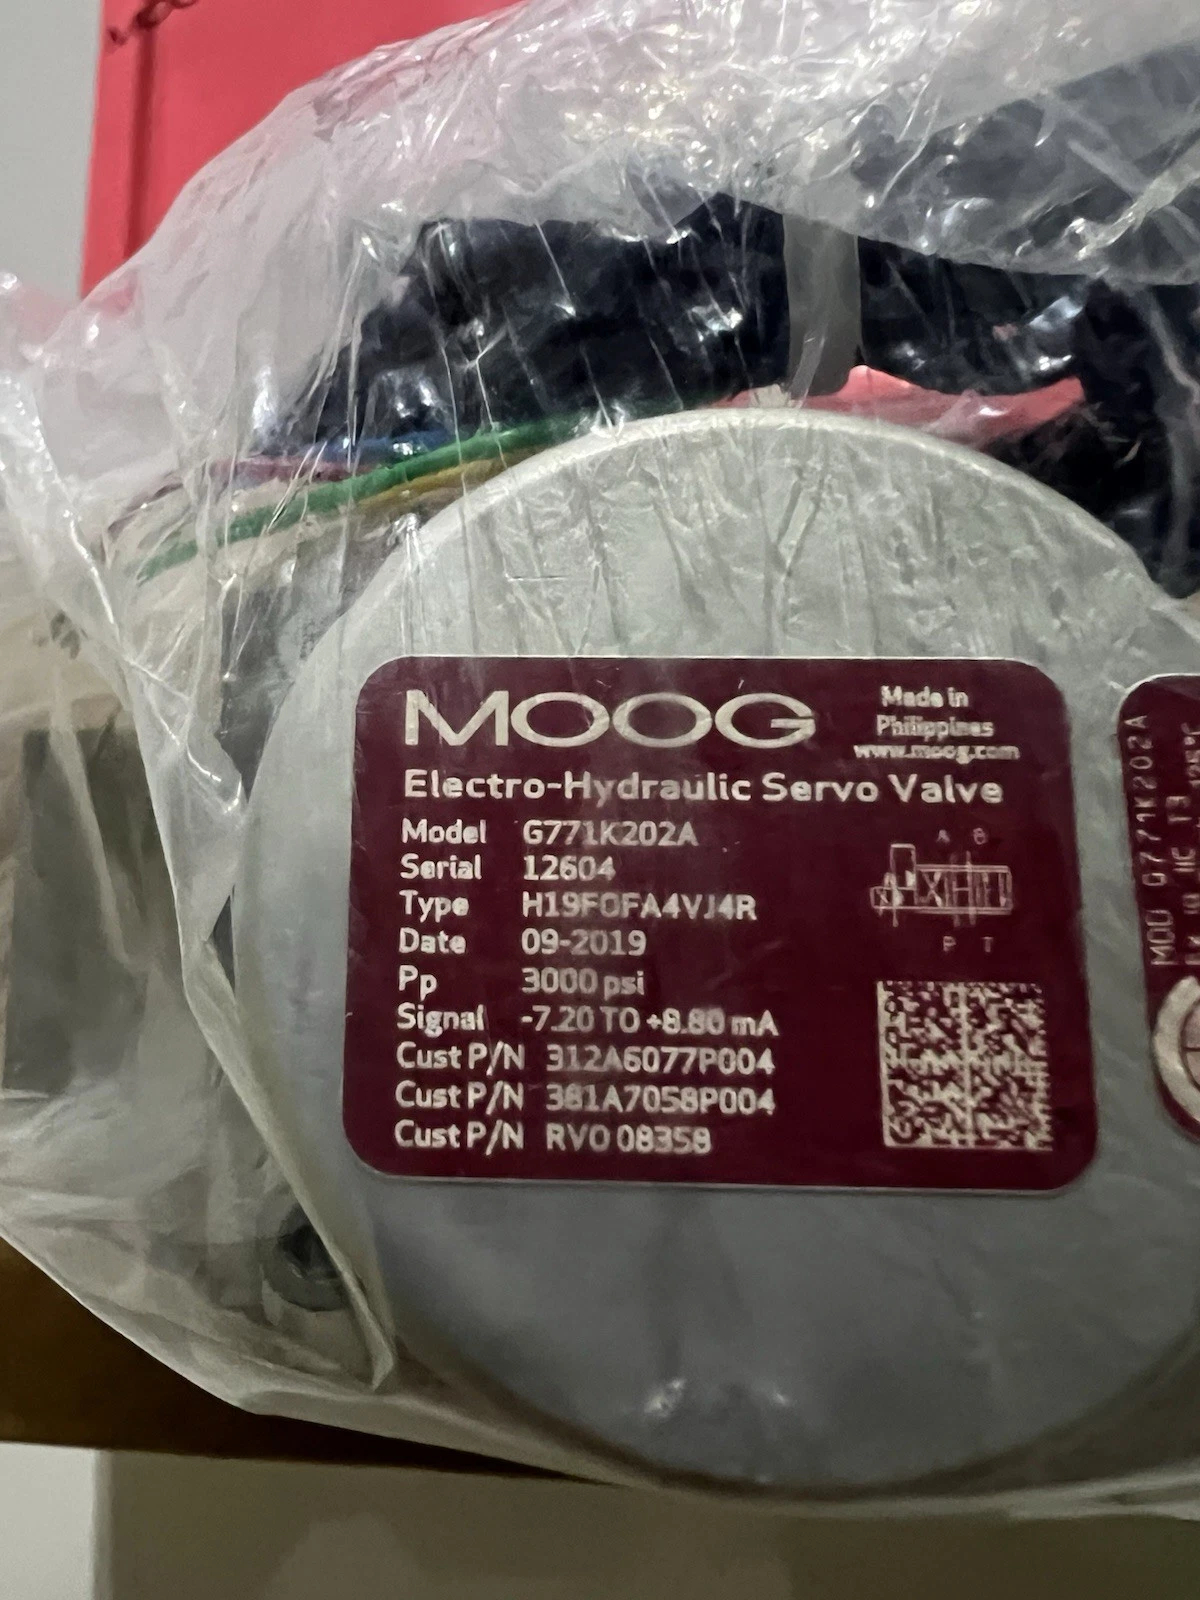 MOOG
Made in
Philippines
www.moog.com
Electro-Hydraulic Servo Valve
Model G771K202A
Serial 12604
Type H19FOFA4VJ4R
Date 09-2019
Pp 3000 psi
Signal -7.20 TO +8.80 mA
Cust P/N 312A6077P004
Cust P/N 381A7058P004
Cust P/N RVO 08358
A B
P T
MOD G771K202A